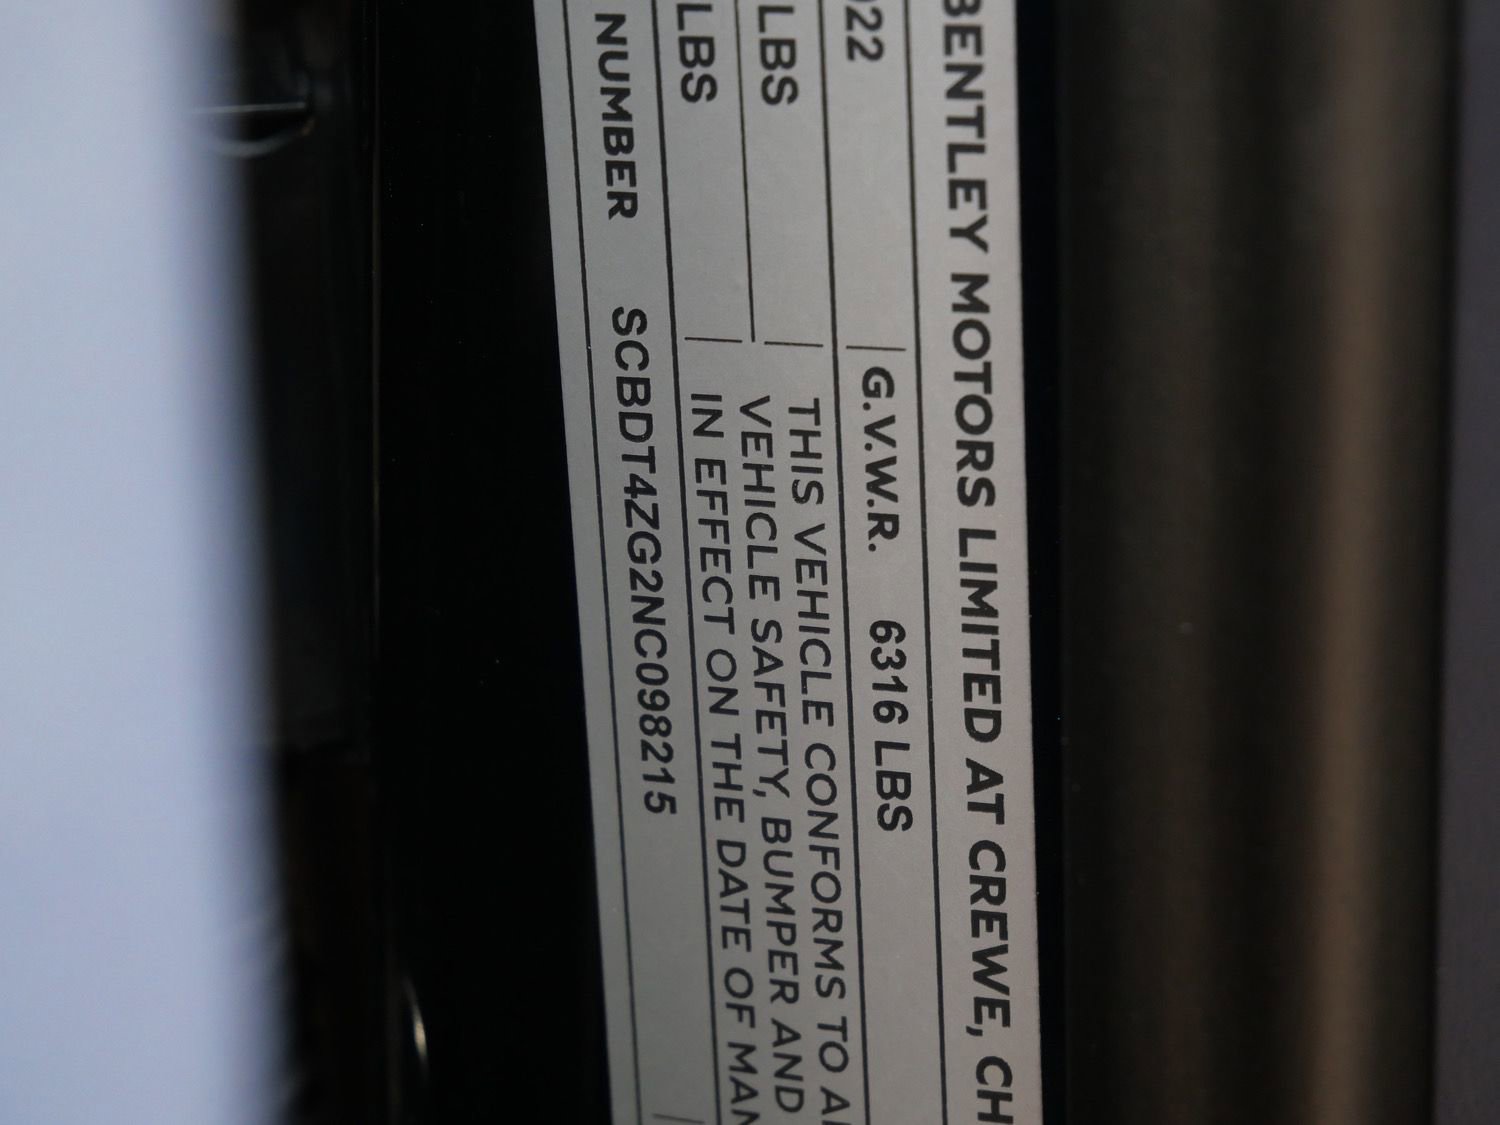 BENTLEY MOTORS LIMITED AT CREWE, CH
022 G.V.W.R. 6316 LBS
LBS THIS VEHICLE CONFORMS TO
VEHICLE SAFETY, BUMPER AND
LBS IN EFFECT ON THE DATE OF MAN
NUMBER SCBDT4ZG2NC098215